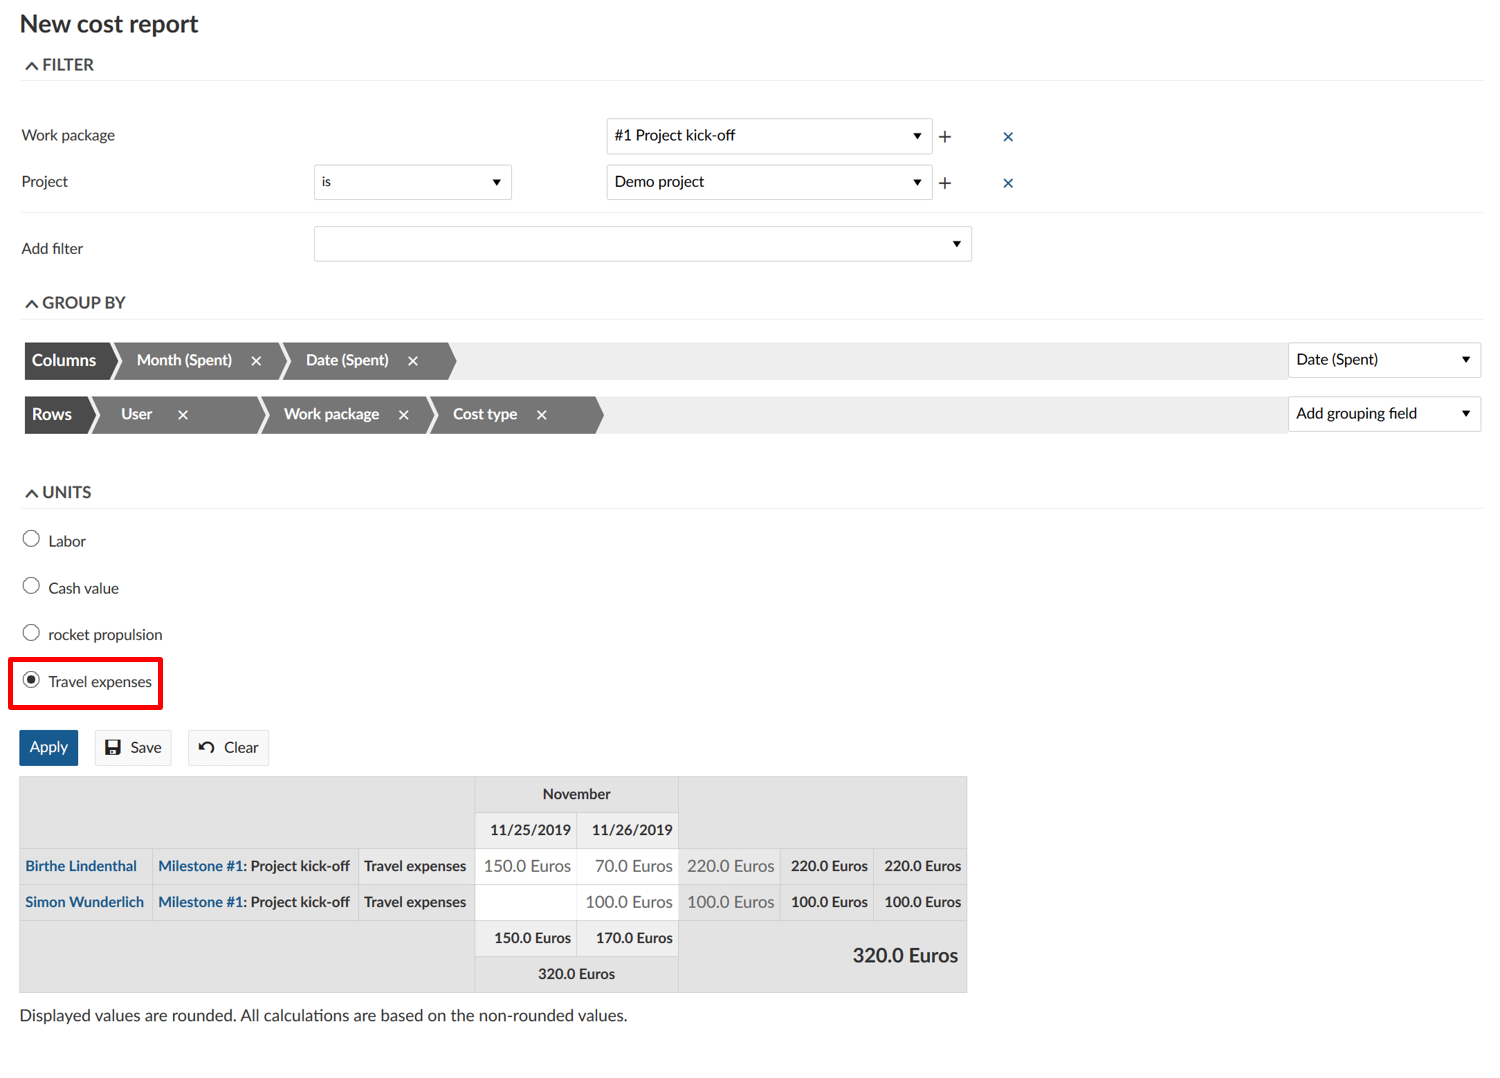 New cost report
FILTER
Work package #1 Project kick-off
Project is Demo project
Add filter
GROUP BY
Columns Month (Spent) Date (Spent) Date (Spent)
Rows User Work package Cost type Add grouping field
UNITS
Labor
Cash value
rocket propulsion
Travel expenses
Apply Save Clear
November
11/25/2019 11/26/2019
Birthe Lindenthal Milestone #1: Project kick-off Travel expenses 150.0 Euros 70.0 Euros 220.0 Euros 220.0 Euros 220.0 Euros
Simon Wunderlich Milestone #1: Project kick-off Travel expenses 100.0 Euros 100.0 Euros 100.0 Euros 100.0 Euros
150.0 Euros 170.0 Euros
320.0 Euros
320.0 Euros
Displayed values are rounded. All calculations are based on the non-rounded values.